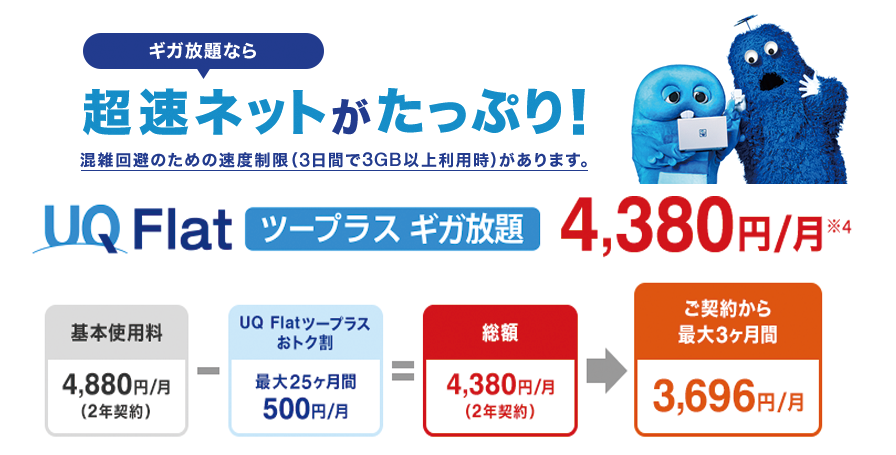 ギガ放題なら
超速ネットがたっぷり!
混雑回避のための速度制限(3日間で3GB以上利用時)があります。
UQ Flat ツープラス ギガ放題 4,380円/月※4
基本使用料
4,880円/月
(2年契約)
－
UQ Flatツープラス
おトク割
最大25ヶ月間
500円/月
＝
総額
4,380円/月
(2年契約)
ご契約から
最大3ヶ月間
3,696円/月